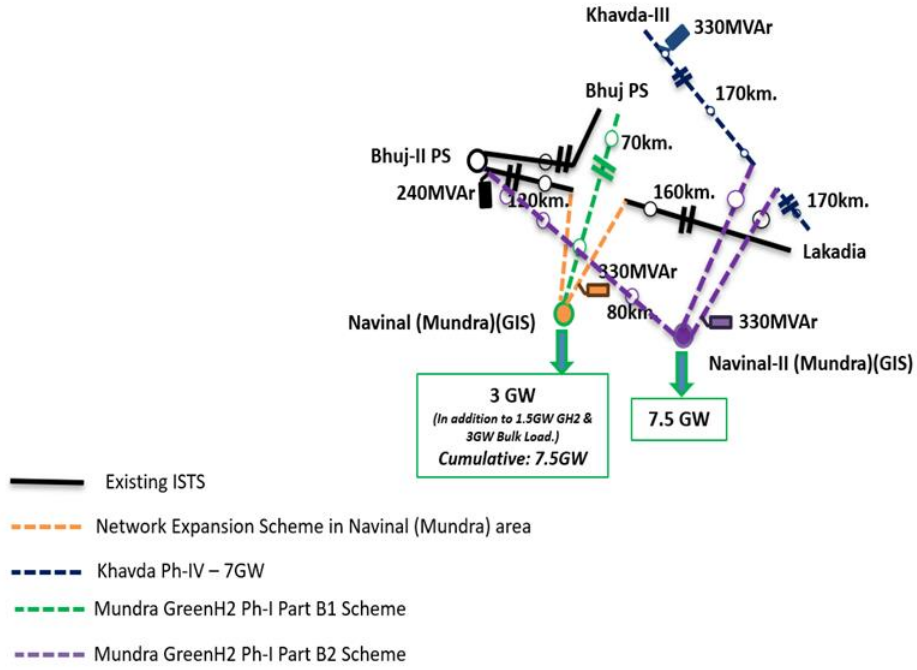 Khavda-III
330MVAr
170km.
Bhuj PS
70km.
Bhuj-II PS
240MVAr
120km.
160km.
170km.
Lakadia
330MVAr
80km
330MVAr
Navinal (Mundra)(GIS)
Navinal-II (Mundra)(GIS)
3 GW
(In addition to 1.5GW GH2 &
3GW Bulk Load.)
Cumulative: 7.5GW
7.5 GW
Existing ISTS
Network Expansion Scheme in Navinal (Mundra) area
Khavda Ph-IV – 7GW
Mundra GreenH2 Ph-I Part B1 Scheme
Mundra GreenH2 Ph-I Part B2 Scheme